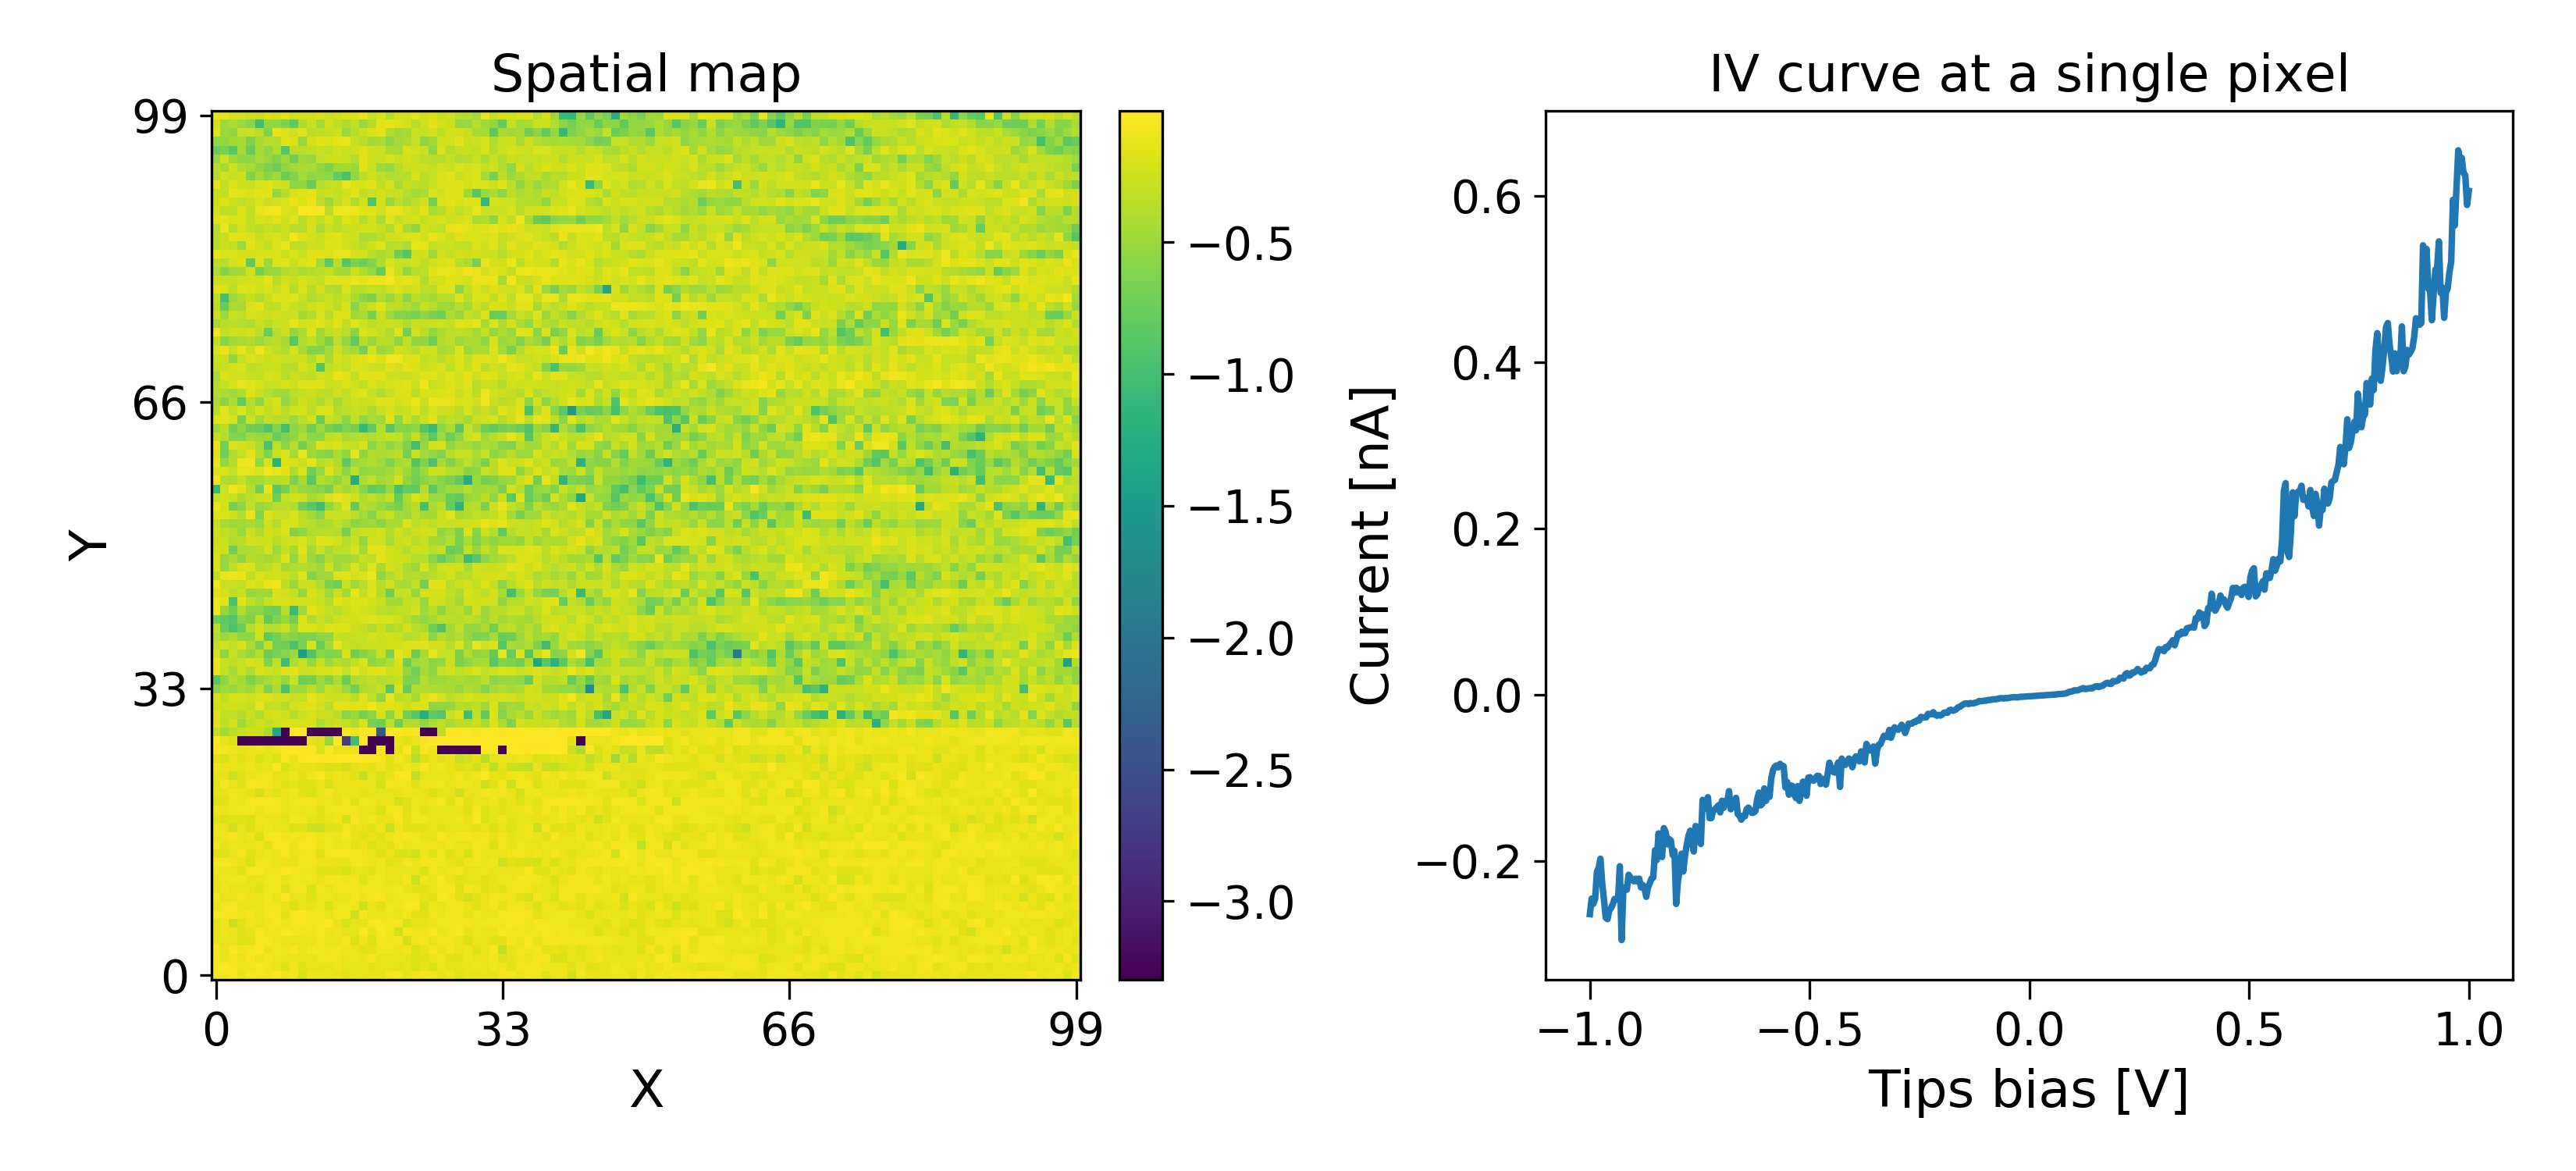 Spatial map
99
66
33
0
Y
0 33 66 99
X
−0.5
−1.0
−1.5
−2.0
−2.5
−3.0
IV curve at a single pixel
0.6
0.4
0.2
0.0
−0.2
Current [nA]
−1.0 −0.5 0.0 0.5 1.0
Tips bias [V]